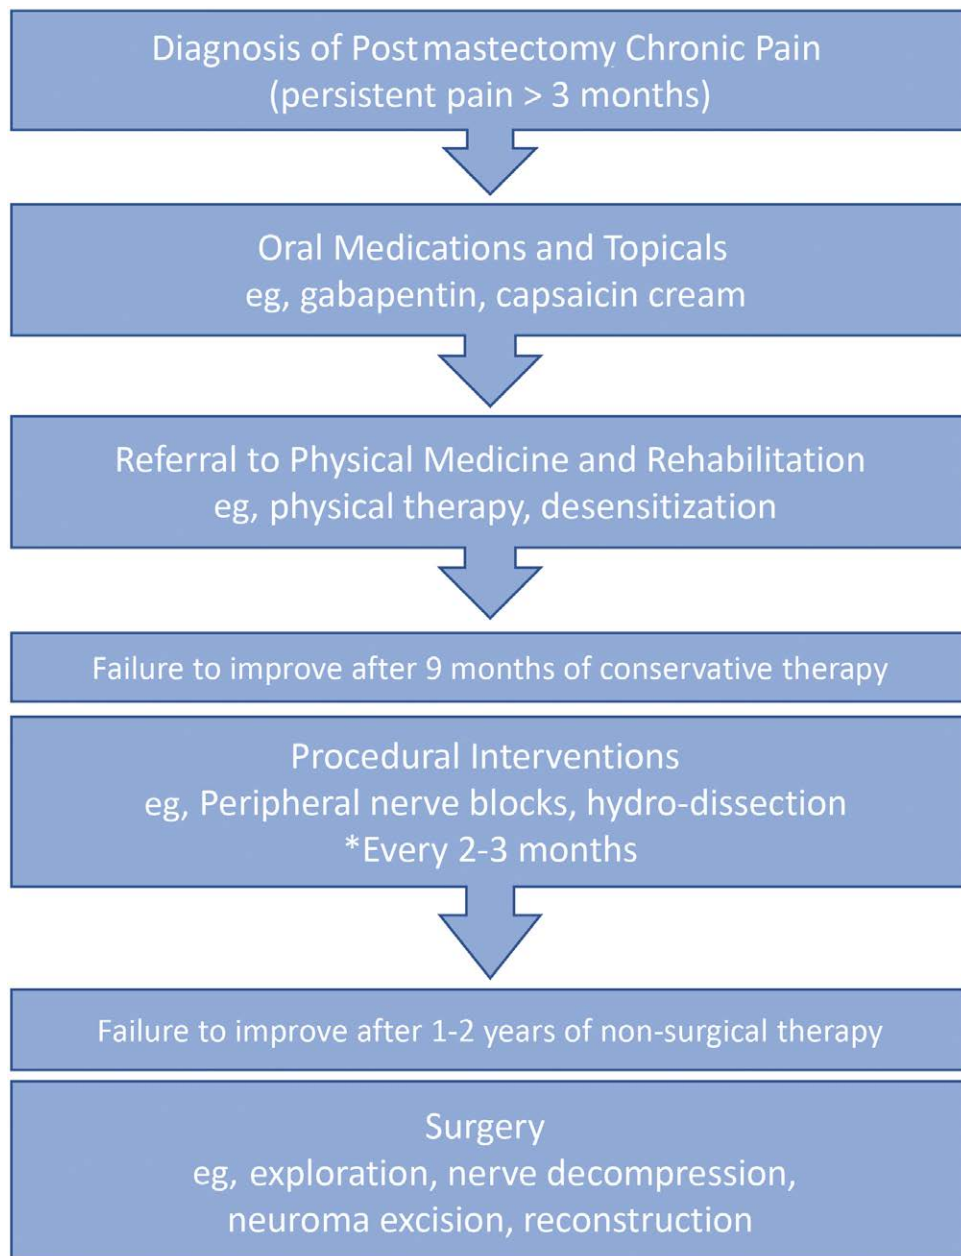 Diagnosis of Postmastectomy Chronic Pain
(persistent pain > 3 months)
Oral Medications and Topicals
eg, gabapentin, capsaicin cream
Referral to Physical Medicine and Rehabilitation
eg, physical therapy, desensitization
Failure to improve after 9 months of conservative therapy
Procedural Interventions
eg, Peripheral nerve blocks, hydro-dissection
*Every 2-3 months
Failure to improve after 1-2 years of non-surgical therapy
Surgery
eg, exploration, nerve decompression,
neuroma excision, reconstruction